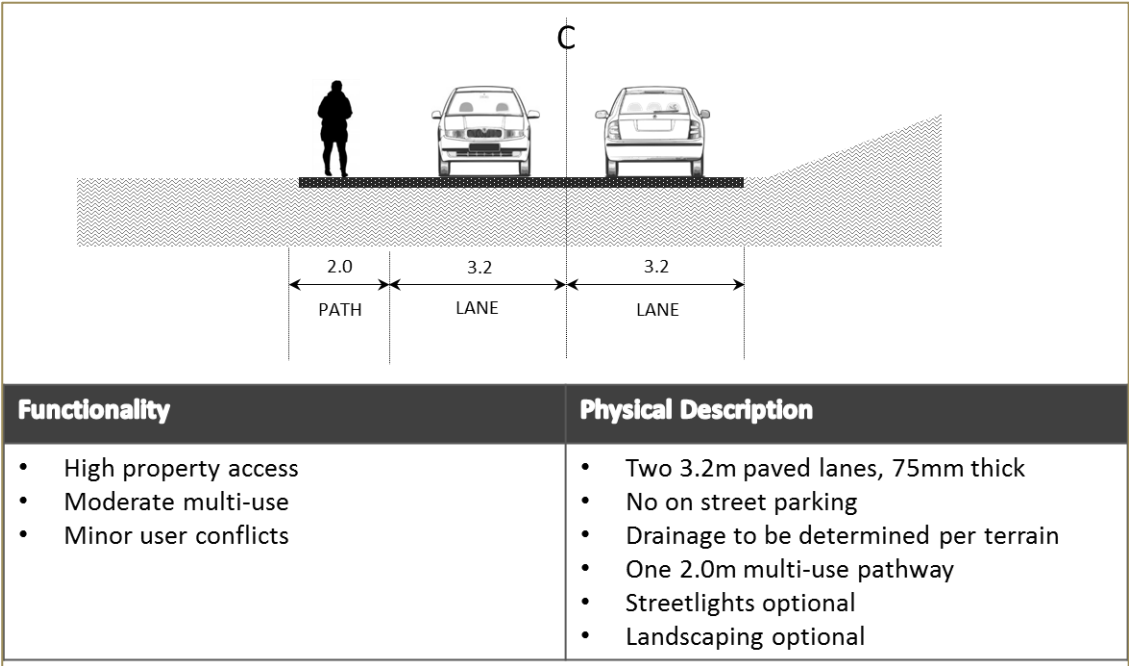 C
2.0
3.2
3.2
PATH
LANE
LANE
Functionality
Physical Description
• High property access
• Moderate multi-use
• Minor user conflicts
• Two 3.2m paved lanes, 75mm thick
• No on street parking
• Drainage to be determined per terrain
• One 2.0m multi-use pathway
• Streetlights optional
• Landscaping optional